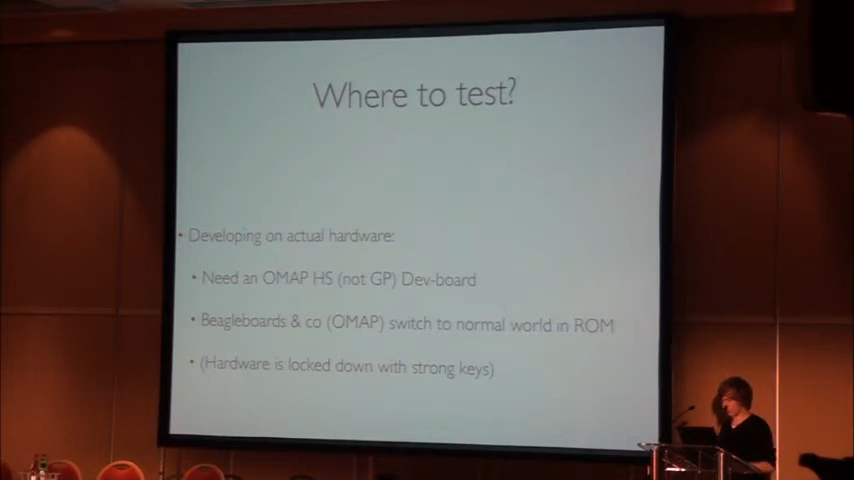 Where to test?
• Developing on actual hardware:
• Need an OMAP HS (not GP) Dev-board
• Beagleboards & co (OMAP) switch to normal world in ROM
• (Hardware is locked down with strong keys)